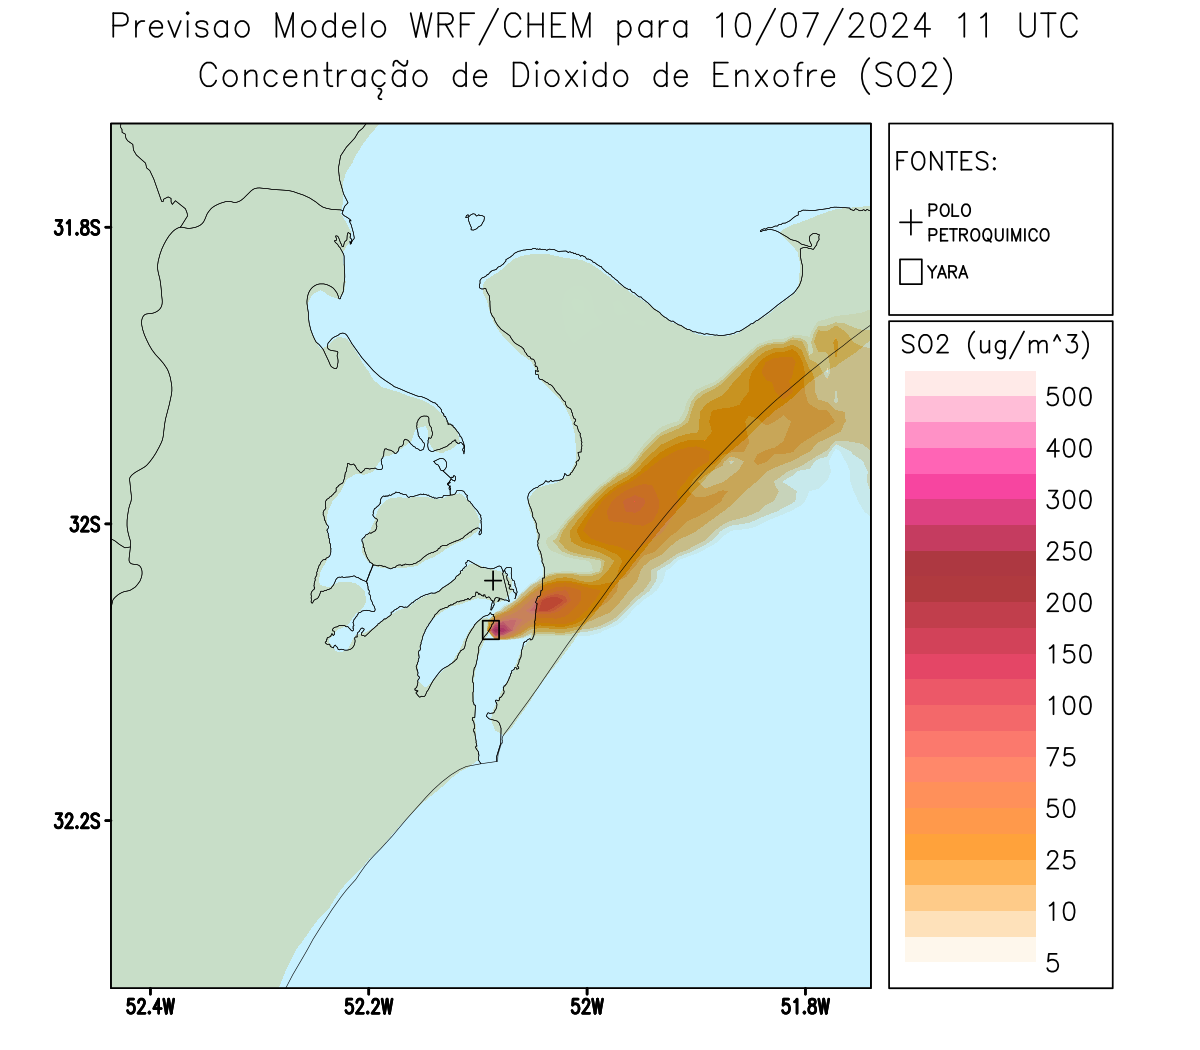 Previsao Modelo WRF/CHEM para 10/07/2024 11 UTC
Concentração de Dioxido de Enxofre (SO2)
FONTES:
POLO
PETROQUIMICO
YARA
SO2 (ug/m^3)
500
400
300
250
200
150
100
75
50
25
10
5
31.8S
32S
32.2S
52.4W
52.2W
52W
51.8W